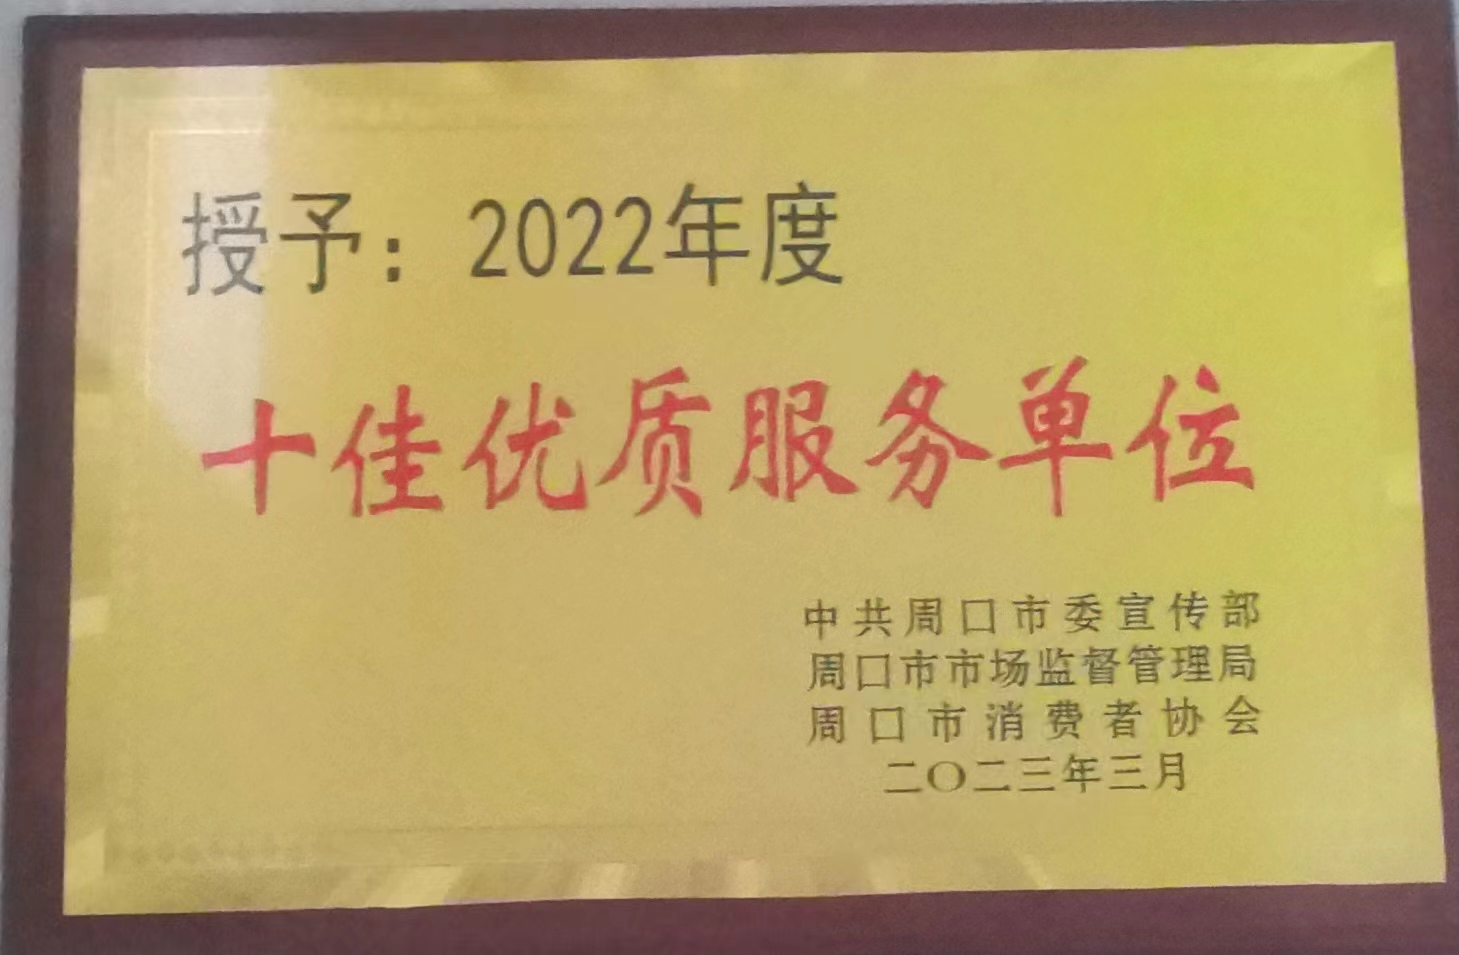 授予：2022年度
十佳优质服务单位
中共周口市委宣传部
周口市市场监督管理局
周口市消费者协会
二〇二三年三月